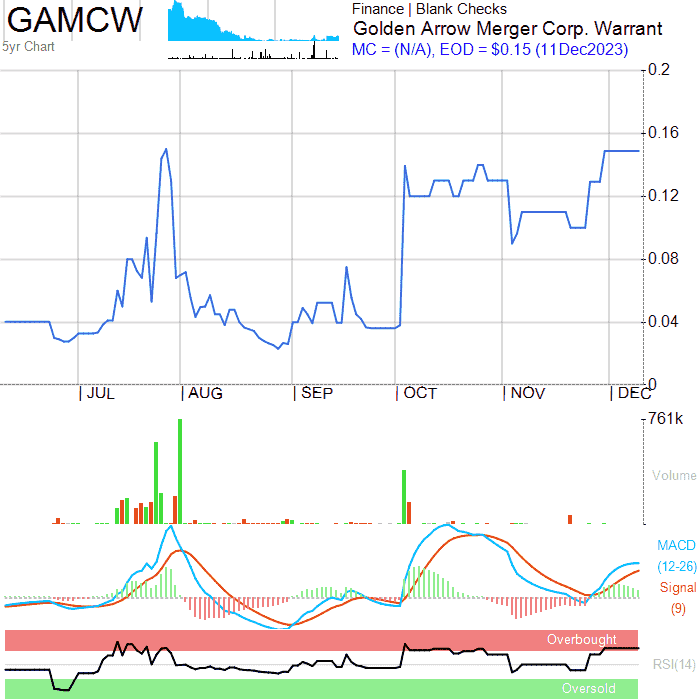 GAMCW
5yr Chart
Finance | Blank Checks
Golden Arrow Merger Corp. Warrant
MC = (N/A), EOD = $0.15 (11Dec2023)
0.2
0.16
0.12
0.08
0.04
0
JUL AUG SEP OCT NOV DEC
761k
Volume
MACD
(12-26)
Signal
(9)
Overbought
RSI(14)
Oversold